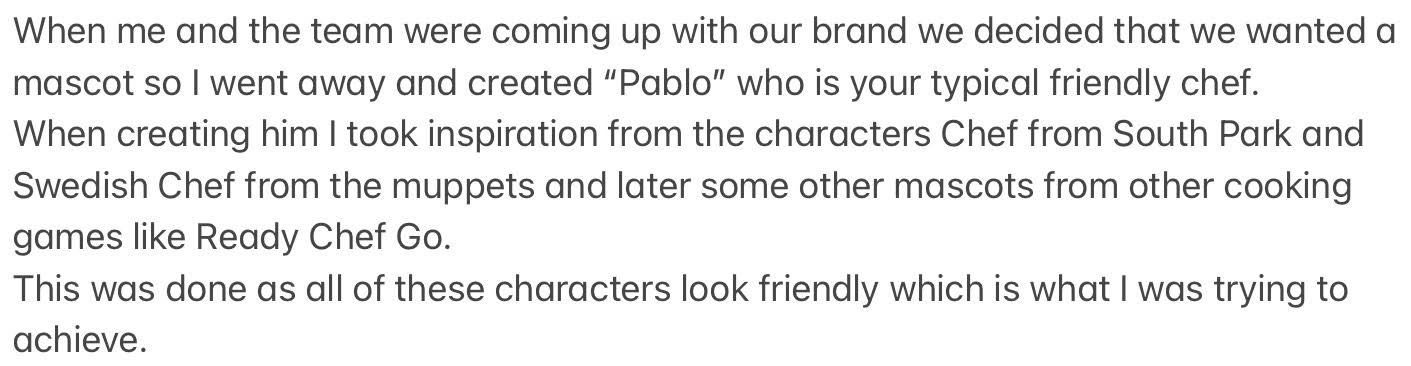 When me and the team were coming up with our brand we decided that we wanted a
mascot so I went away and created “Pablo” who is your typical friendly chef.
When creating him I took inspiration from the characters Chef from South Park and
Swedish Chef from the muppets and later some other mascots from other cooking
games like Ready Chef Go.
This was done as all of these characters look friendly which is what I was trying to
achieve.